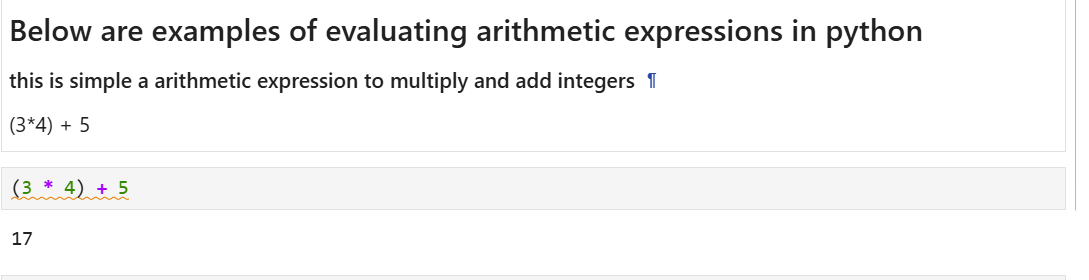 Below are examples of evaluating arithmetic expressions in python
this is simple a arithmetic expression to multiply and add integers ¶
(3*4) + 5
(3 * 4) + 5
17